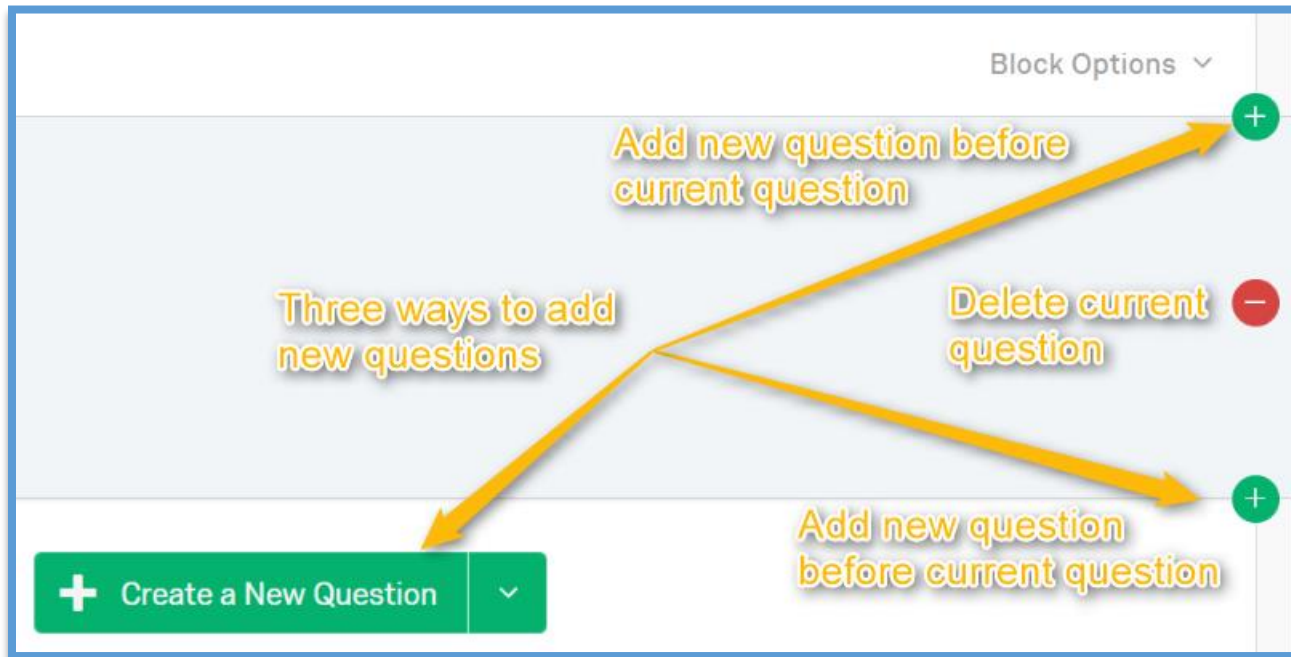 Block Options
Add new question before
current question
Three ways to add
new questions
Delete current
question
Add new question
before current question
Create a New Question